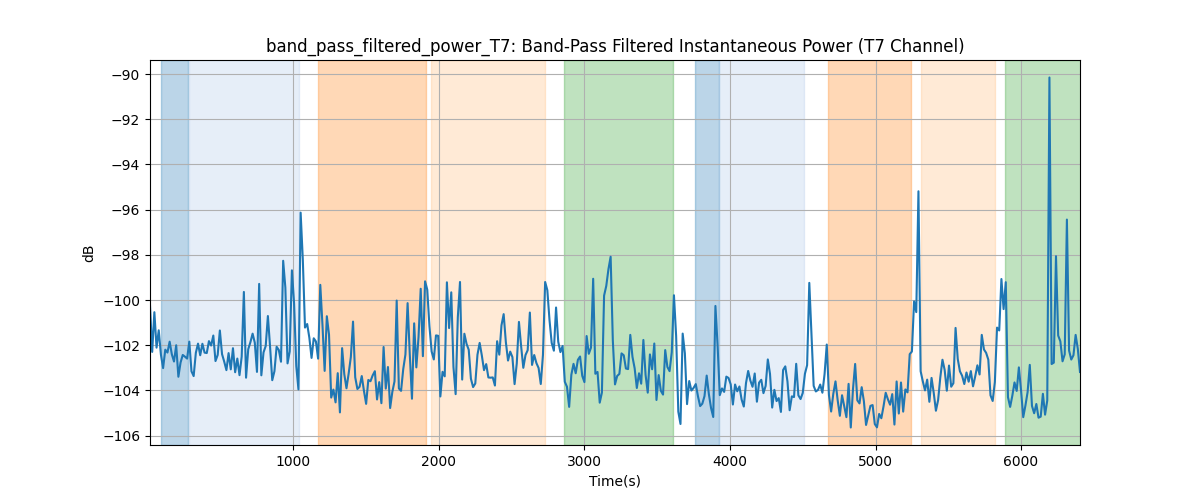 band_pass_filtered_power_T7: Band-Pass Filtered Instantaneous Power (T7 Channel)
−90
−92
−94
−96
−98
−100
−102
−104
−106
dB
1000 2000 3000 4000 5000 6000
Time(s)